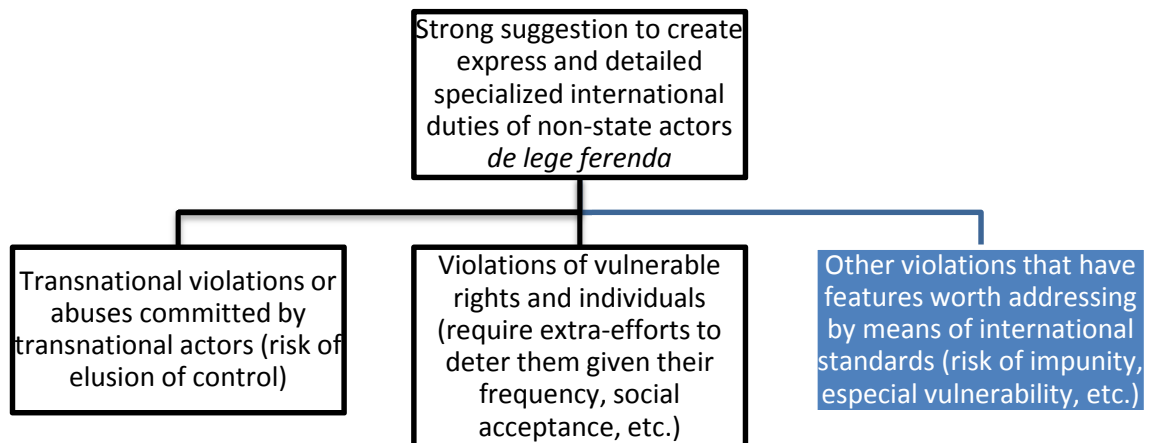 Strong suggestion to create
express and detailed
specialized international
duties of non-state actors
de lege ferenda
Transnational violations or
abuses committed by
transnational actors (risk of
elusion of control)
Violations of vulnerable
rights and individuals
(require extra-efforts to
deter them given their
frequency, social
acceptance, etc.)
Other violations that have
features worth addressing
by means of international
standards (risk of impunity,
especial vulnerability, etc.)